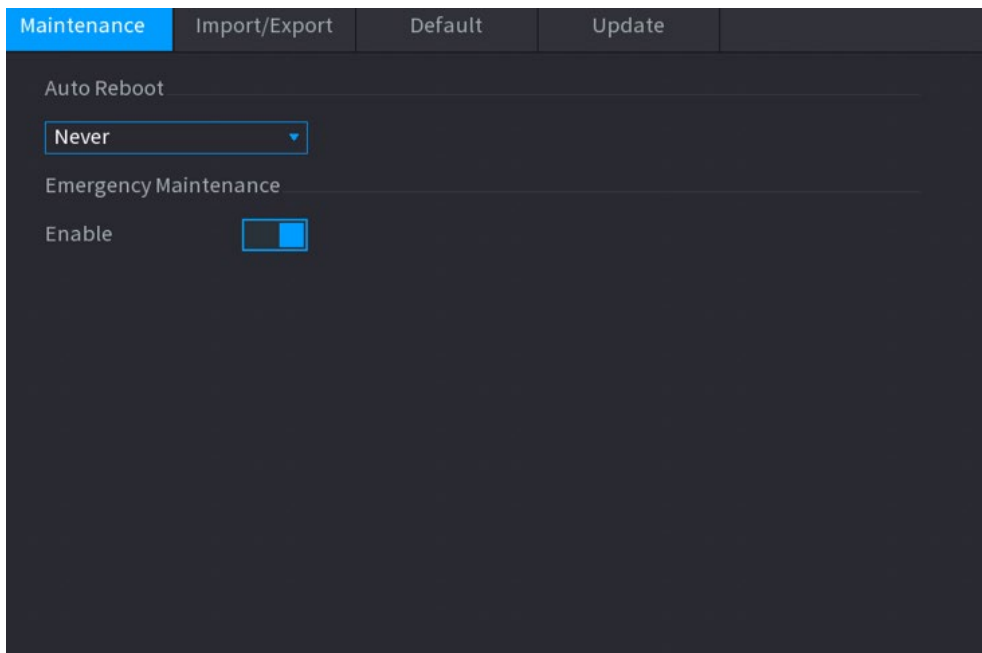 Maintenance Import/Export Default Update
Auto Reboot
Never
Emergency Maintenance
Enable